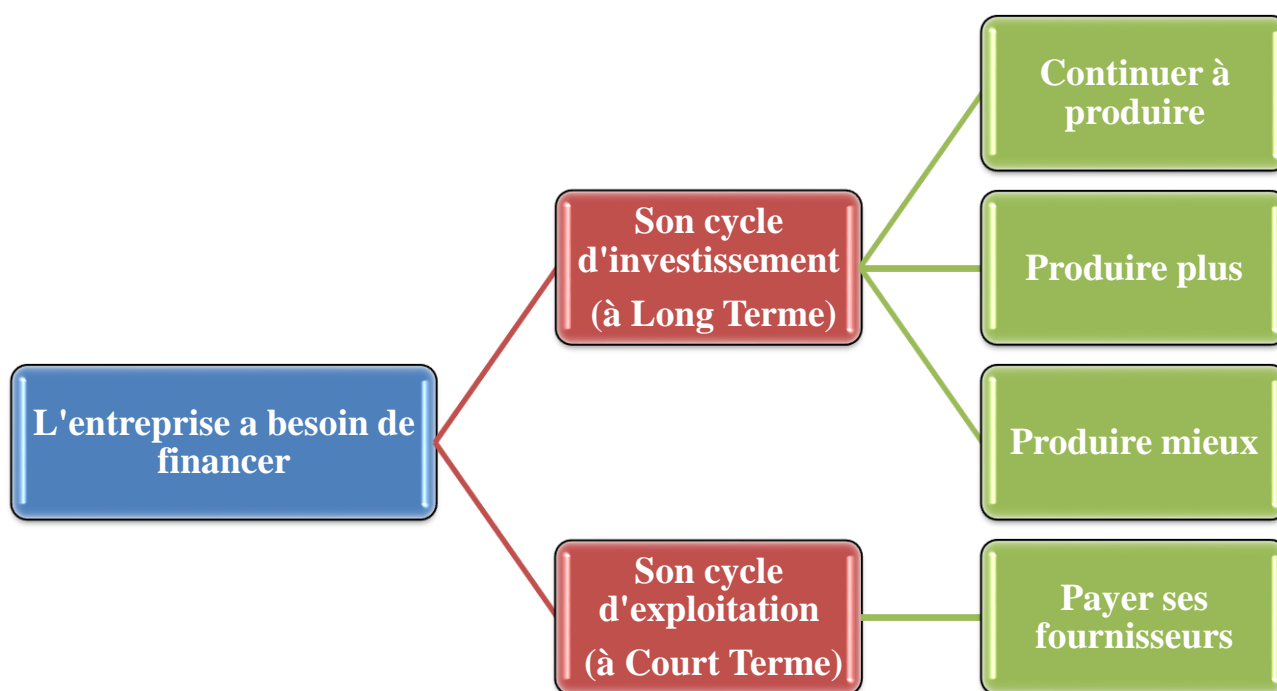 L'entreprise a besoin de
financer
Son cycle
d'investissement
(à Long Terme)
Continuer à
produire
Produire plus
Produire mieux
Son cycle
d'exploitation
(à Court Terme)
Payer ses
fournisseurs